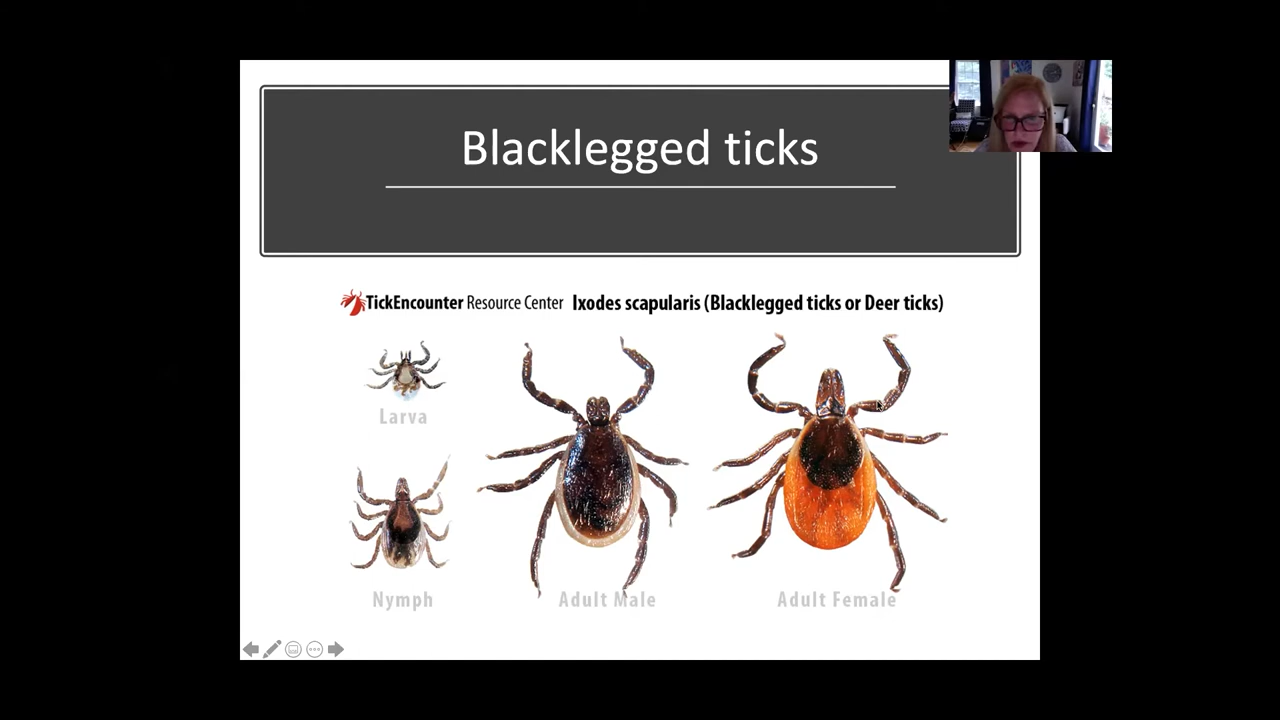 Blacklegged ticks
TickEncounter Resource Center Ixodes scapularis (Blacklegged ticks or Deer ticks)
Larva
Nymph
Adult Male
Adult Female